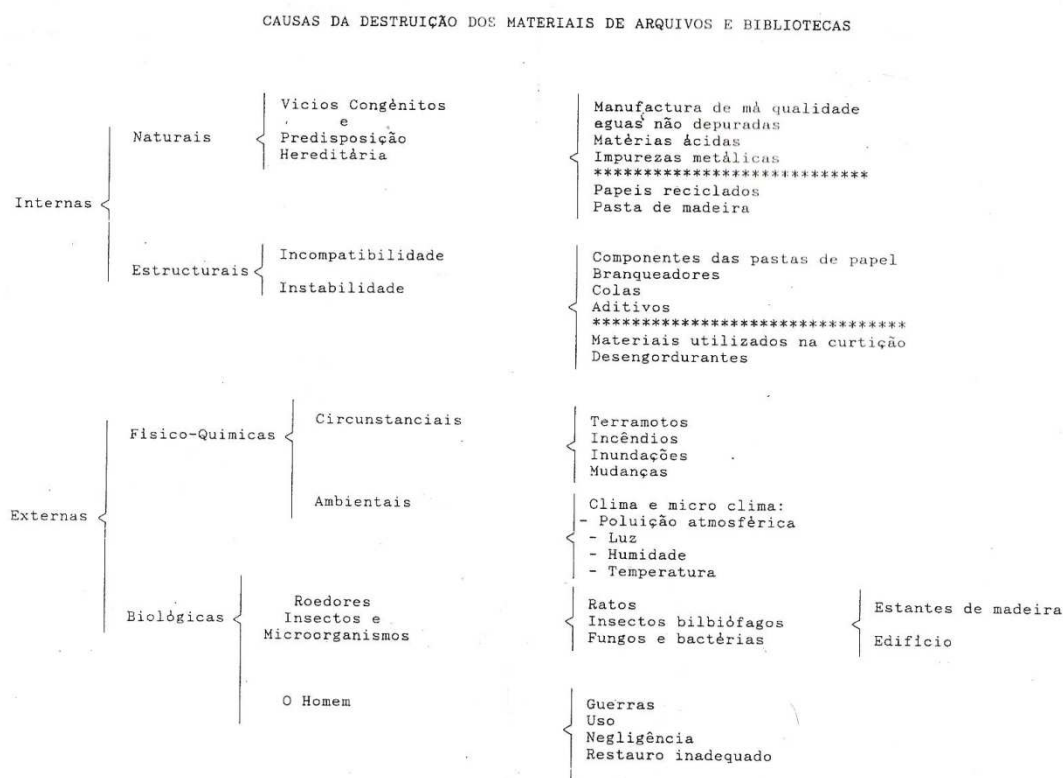 CAUSAS DA DESTRUIÇÃO DOS MATERIAIS DE ARQUIVOS E BIBLIOTECAS
Internas
Naturais
Vicios Congènitos
e
Predisposição
Hereditària
Manufactura de mà qualidade
aguas não depuradas
Matèrias àcidas
Impurezas metàlicas
****************************
Papeis reciclados
Pasta de madeira
Estructurais
Incompatibilidade
Instabilidade
Componentes das pastas de papel
Branqueadores
Colas
Aditivos
********************************
Materiais utilizados na curtição
Desengordurantes
Externas
Fìsico-Quimicas
Circunstanciais
Terramotos
Incêndios
Inundações
Mudanças
Ambientais
Clima e micro clima:
- Poluição atmosfèrica
- Luz
- Humidade
- Temperatura
Biològicas
Roedores
Insectos e
Microorganismos
Ratos
Insectos bilbiòfagos
Fungos e bactèrias
Estantes de madeira
Edifìcio
O Homem
Guerras
Uso
Negligência
Restauro inadequado